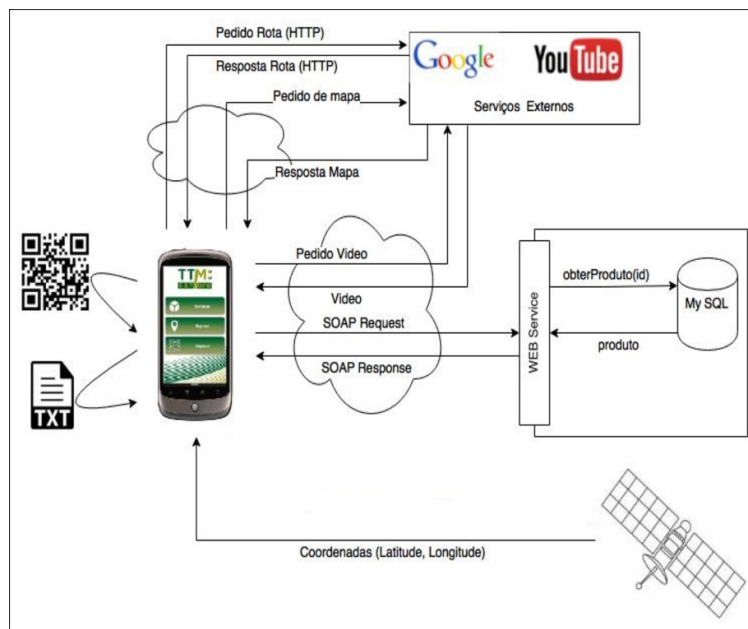 Pedido Rota (HTTP)
Resposta Rota (HTTP)
Pedido de mapa
Google
YouTube
Serviços Externos
Resposta Mapa
Pedido Video
Video
SOAP Request
SOAP Response
WEB Service
obterProduto(id)
My SQL
produto
TTM
TXT
Coordenadas (Latitude, Longitude)